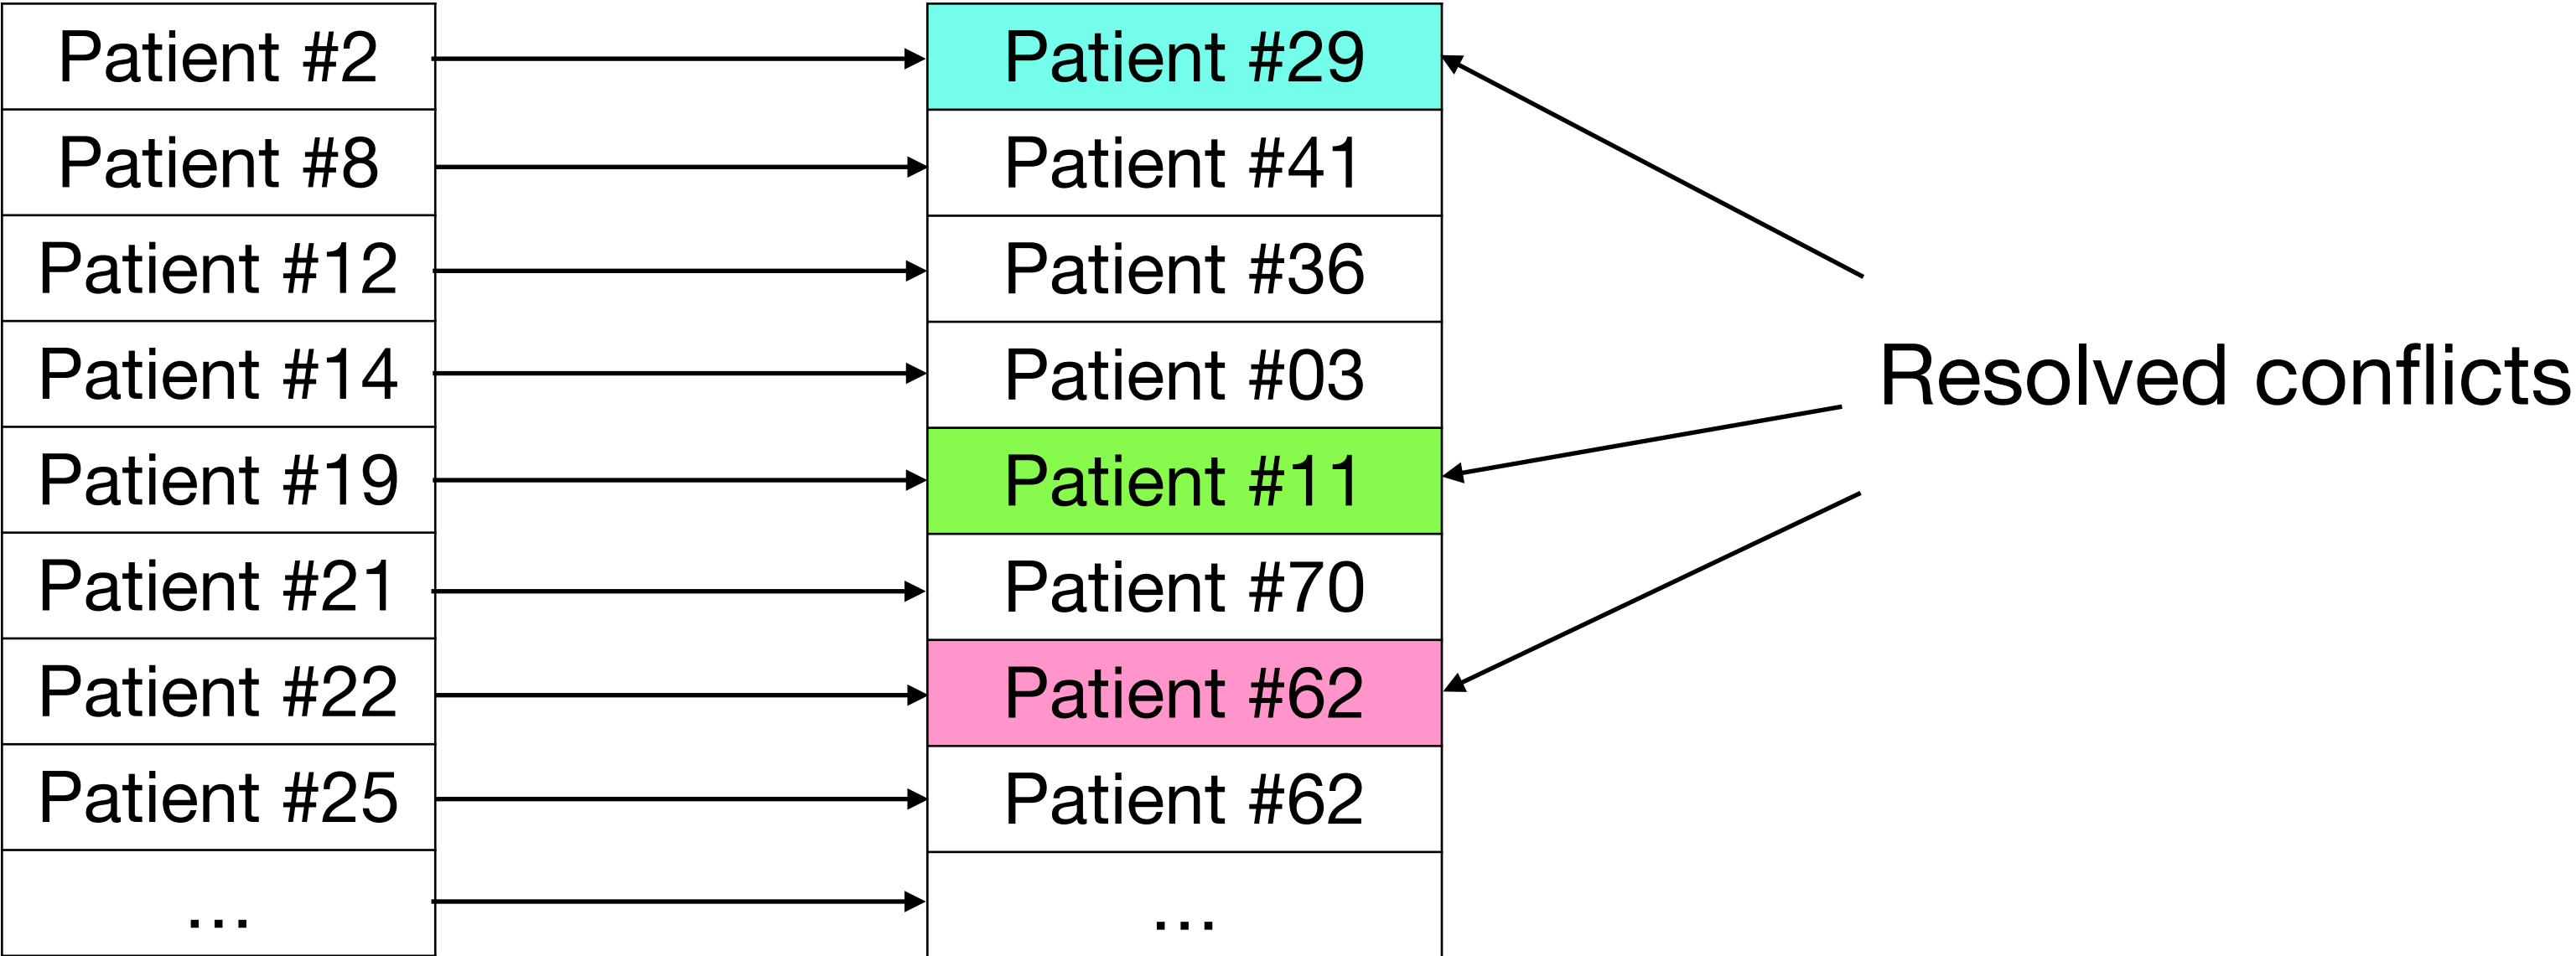 Patient #2 Patient #29
Patient #8 Patient #41
Patient #12 Patient #36
Patient #14 Patient #03
Resolved conflicts
Patient #19 Patient #11
Patient #21 Patient #70
Patient #22 Patient #62
Patient #25 Patient #62
... ...